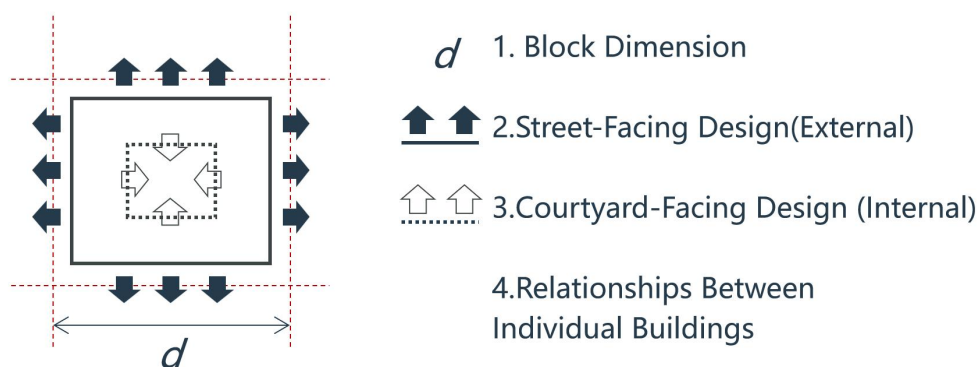 d 1. Block Dimension
2.Street-Facing Design(External)
3.Courtyard-Facing Design (Internal)
4.Relationships Between
Individual Buildings
d